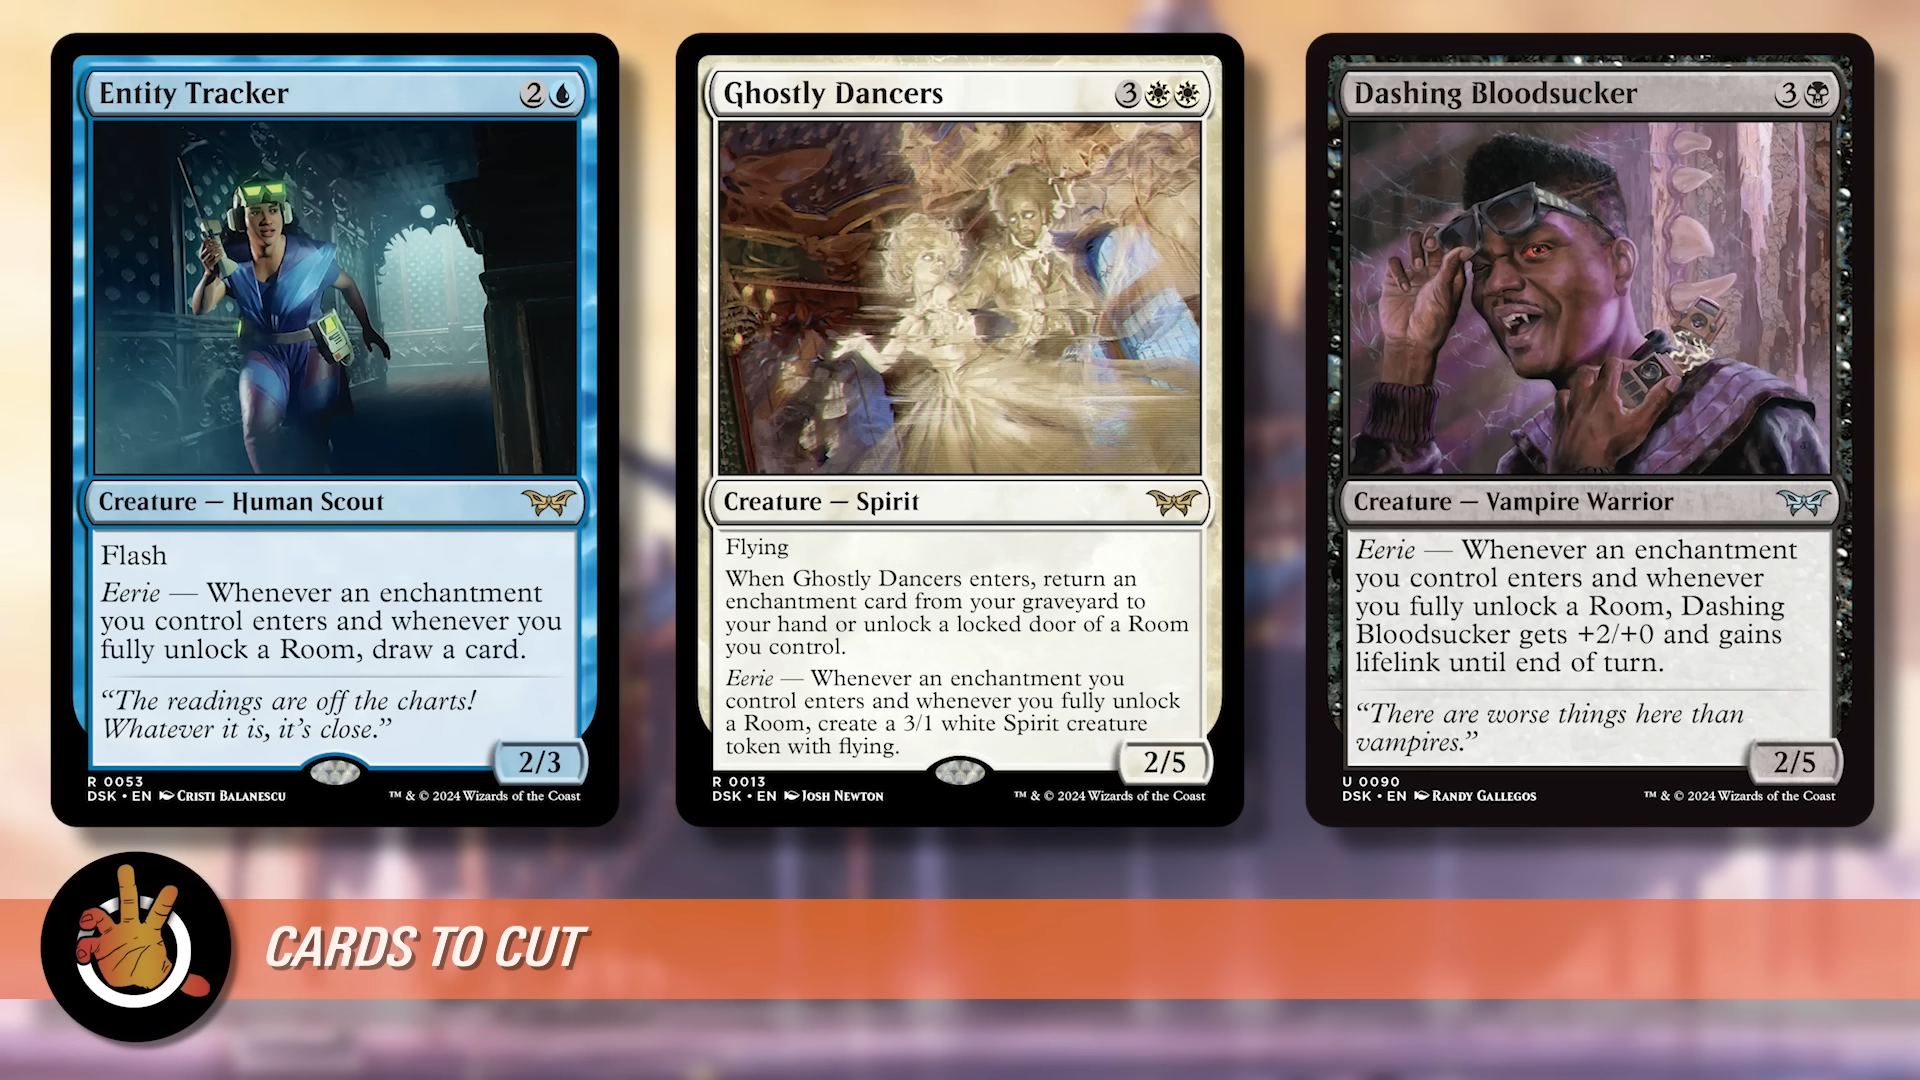 Entity Tracker 2
Creature — Human Scout
Flash
Eerie — Whenever an enchantment
you control enters and whenever you
fully unlock a Room, draw a card.
“The readings are off the charts!
Whatever it is, it’s close.”
2/3
R 0053
DSK • EN Cristi Balanescu ™ & © 2024 Wizards of the Coast
Ghostly Dancers 3
Creature — Spirit
Flying
When Ghostly Dancers enters, return an
enchantment card from your graveyard to
your hand or unlock a locked door of a Room
you control.
Eerie — Whenever an enchantment you
control enters and whenever you fully unlock
a Room, create a 3/1 white Spirit creature
token with flying.
2/5
R 0013
DSK • EN Josh Newton ™ & © 2024 Wizards of the Coast
Dashing Bloodsucker 3
Creature — Vampire Warrior
Eerie — Whenever an enchantment
you control enters and whenever
you fully unlock a Room, Dashing
Bloodsucker gets +2/+0 and gains
lifelink until end of turn.
“There are worse things here than
vampires.”
2/5
U 0090
DSK • EN Randy Gallegos ™ & © 2024 Wizards of the Coast
CARDS TO CUT